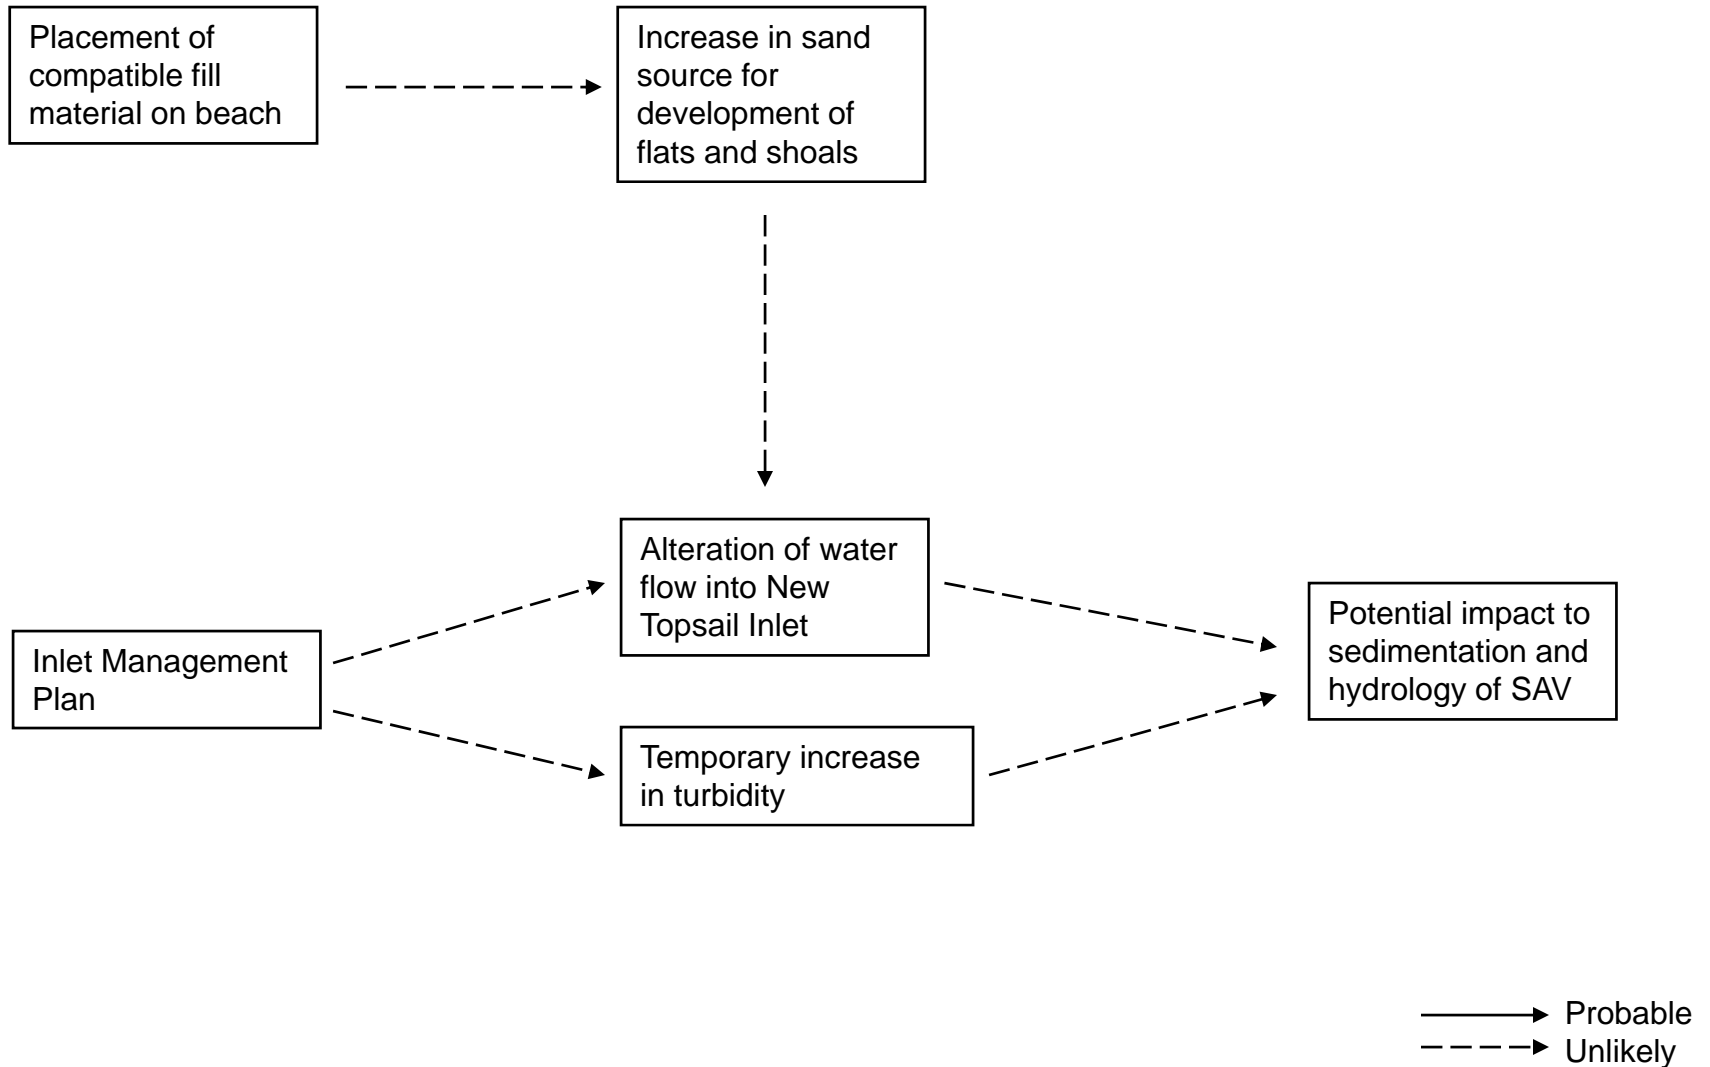 Placement of
compatible fill
material on beach
Increase in sand
source for
development of
flats and shoals
Alteration of water
flow into New
Topsail Inlet
Inlet Management
Plan
Temporary increase
in turbidity
Potential impact to
sedimentation and
hydrology of SAV
Probable
Unlikely